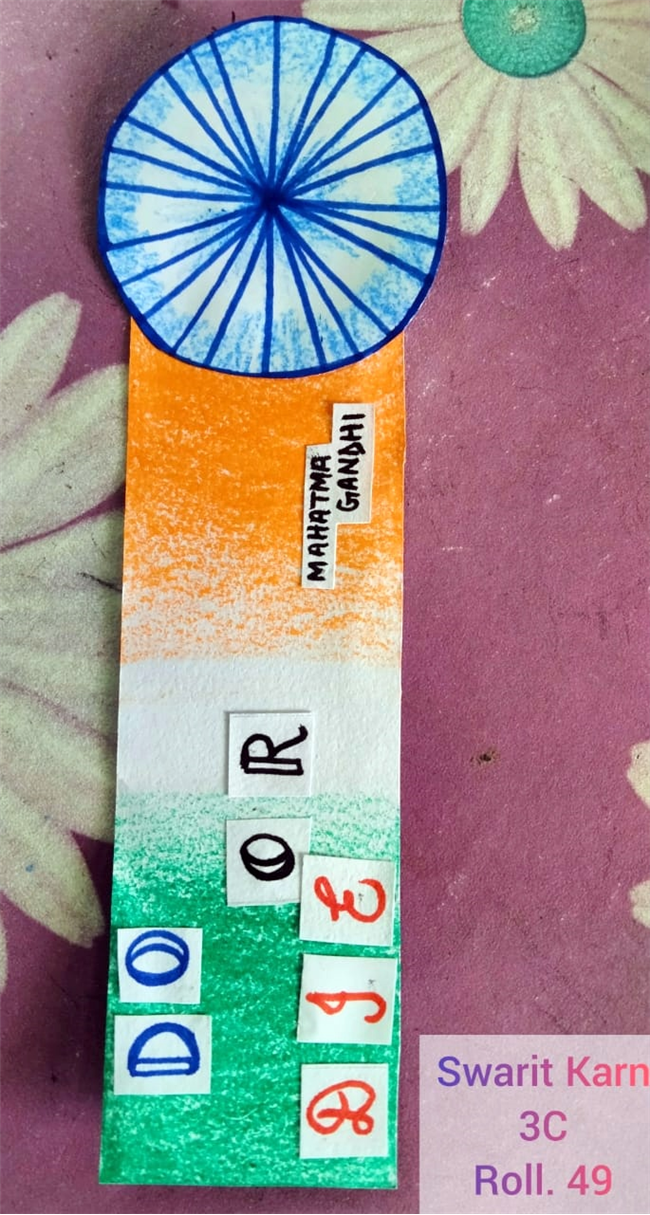 DO
OR
DIE
MAHATMA
GANDHI
Swarit Karn
3C
Roll. 49